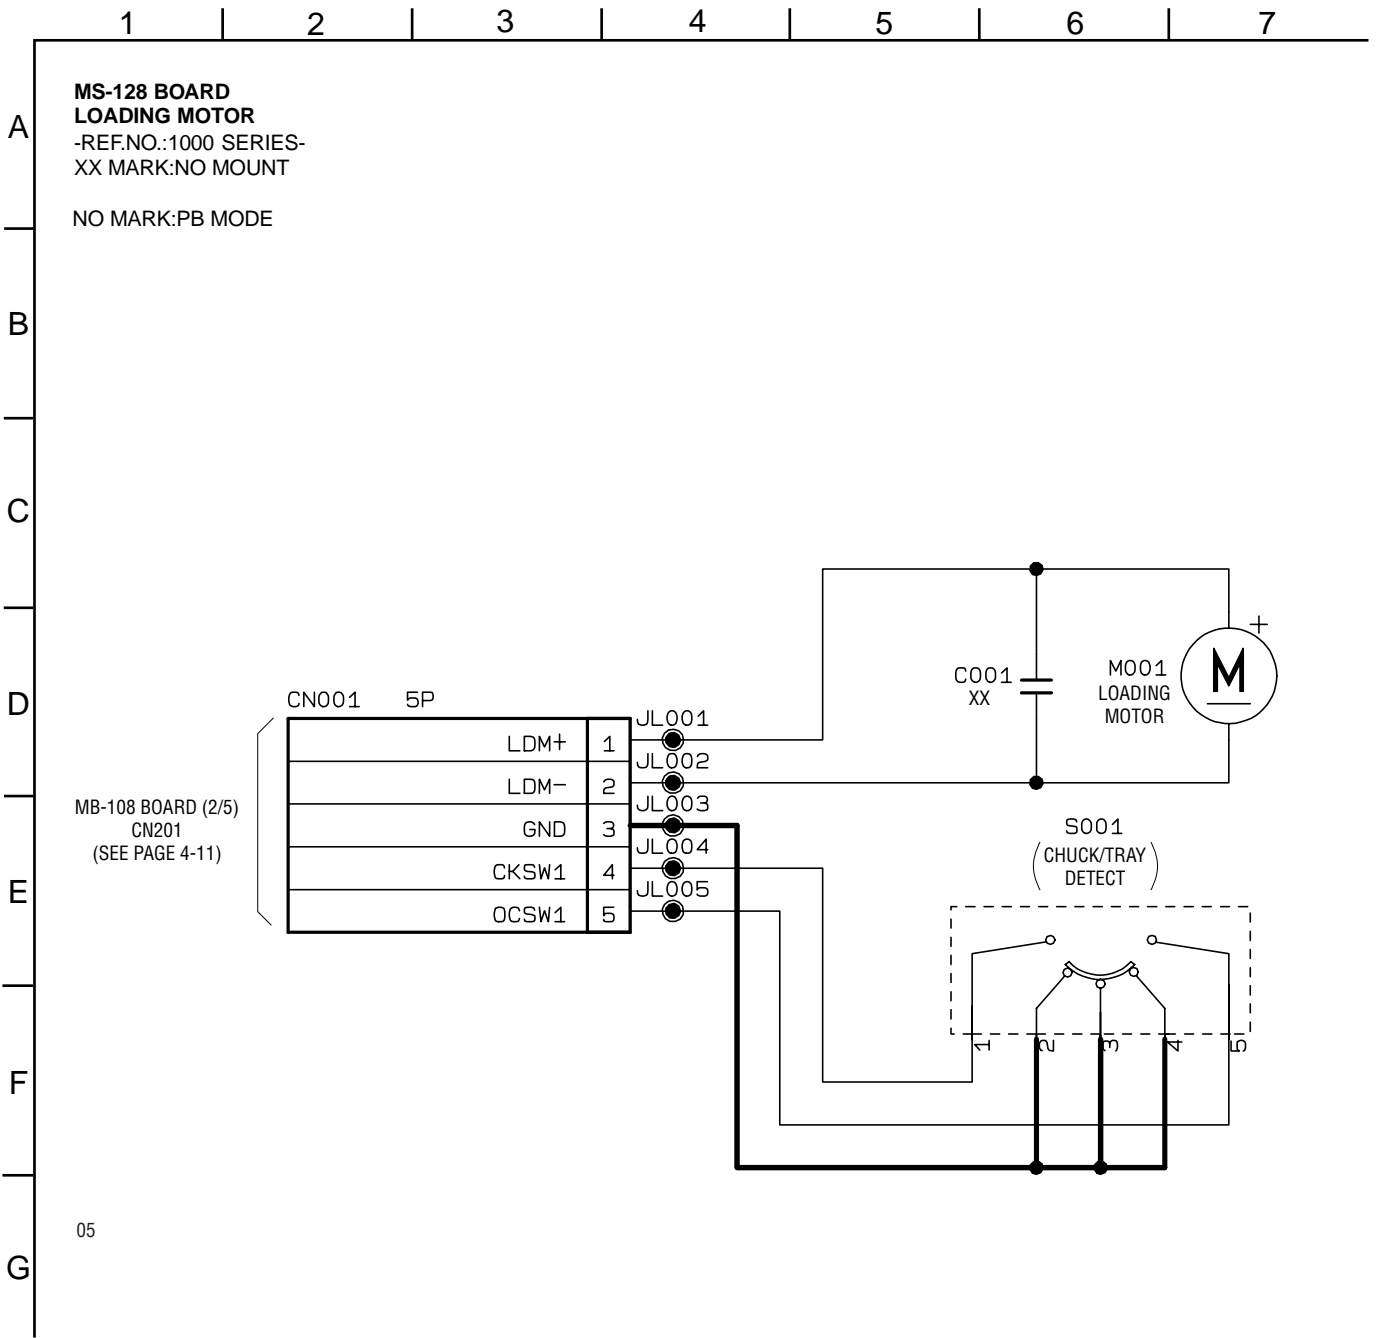 1 2 3 4 5 6 7
A
B
C
D
E
F
G
MS-128 BOARD
LOADING MOTOR
-REF.NO.:1000 SERIES-
XX MARK:NO MOUNT
NO MARK:PB MODE
CN001 5P
LDM+ 1
LDM- 2
GND 3
CKSW1 4
OCSW1 5
JL001
JL002
JL003
JL004
JL005
MB-108 BOARD (2/5)
CN201
(SEE PAGE 4-11)
C001
XX
M001
LOADING
MOTOR
+
M
S001
(CHUCK/TRAY
DETECT)
1 2 3 4 5
05